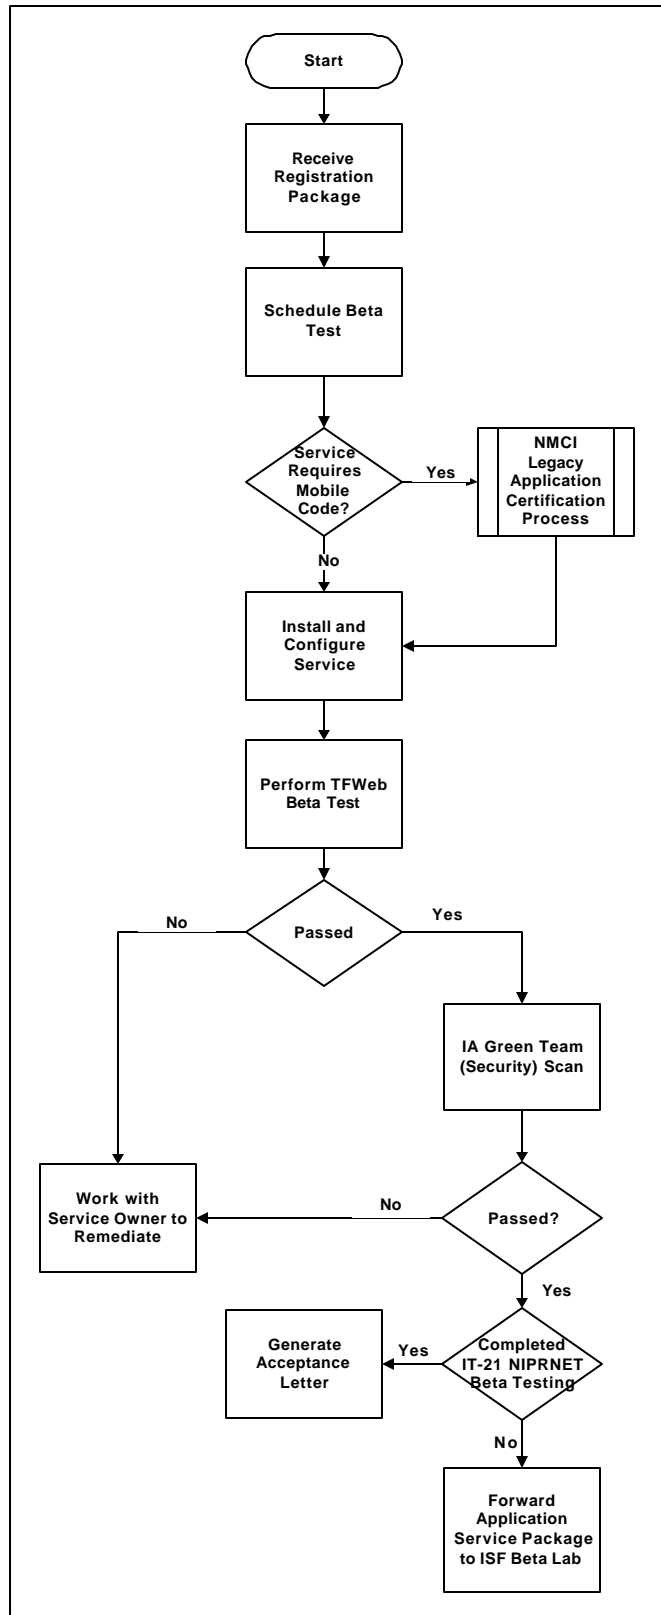 Start
Receive
Registration
Package
Schedule Beta
Test
Service
Requires
Mobile
Code?
Yes
NMCI
Legacy
Application
Certification
Process
No
Install and
Configure
Service
Perform TFWeb
Beta Test
No
Passed
Yes
IA Green Team
(Security) Scan
Work with
Service Owner to
Remediate
No
Passed?
Yes
Generate
Acceptance
Letter
Yes
Completed
IT-21 NIPRNET
Beta Testing
No
Forward
Application
Service Package
to ISF Beta Lab